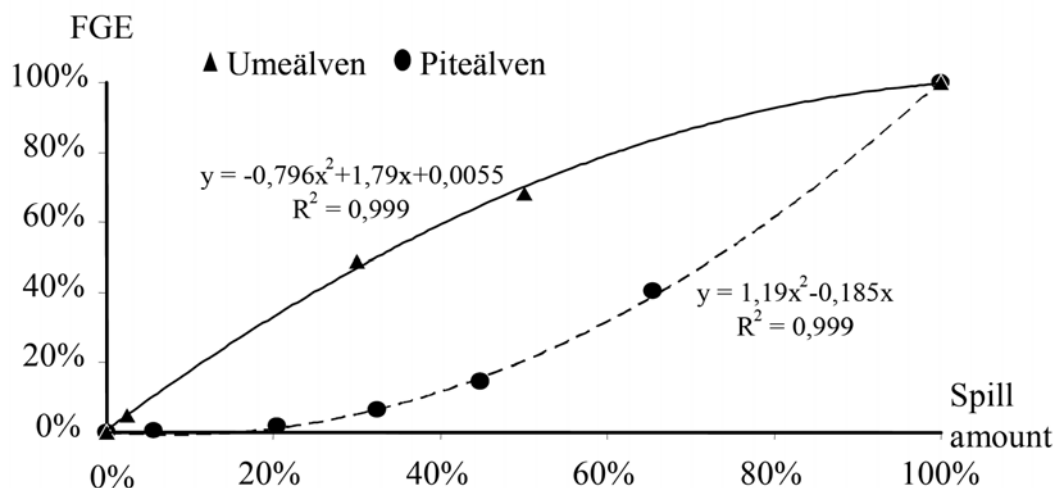 FGE
▲ Umeälven ● Piteälven
100%
80%
60%
40%
20%
0%
y = -0,796x²+1,79x+0,0055
R² = 0,999
y = 1,19x²-0,185x
R² = 0,999
Spill
amount
0% 20% 40% 60% 80% 100%